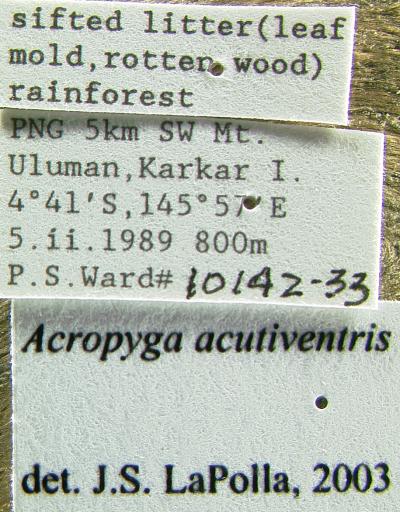 sifted litter(leaf
mold,rotten wood)
rainforest
PNG 5km SW Mt.
Uluman,Karkar I.
4°41'S,145°57'E
5.ii.1989 800m
P.S.Ward# 10142-33
Acropyga acutiventris
det. J.S. LaPolla, 2003